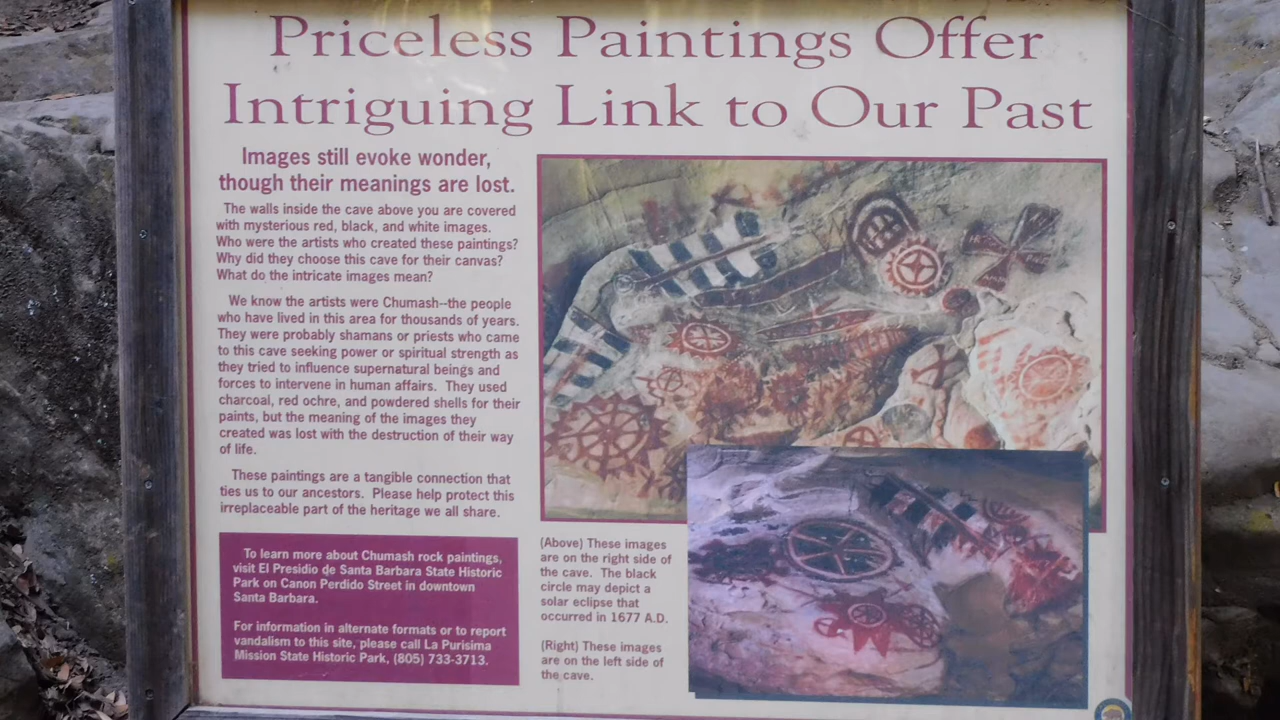 Priceless Paintings Offer
Intriguing Link to Our Past
Images still evoke wonder,
though their meanings are lost.
The walls inside the cave above you are covered
with mysterious red, black, and white images.
Who were the artists who created these paintings?
Why did they choose this cave for their canvas?
What do the intricate images mean?
We know the artists were Chumash--the people
who have lived in this area for thousands of years.
They were probably shamans or priests who came
to this cave seeking power or spiritual strength as
they tried to influence supernatural beings and
forces to intervene in human affairs. They used
charcoal, red ochre, and powdered shells for their
paints, but the meaning of the images they
created was lost with the destruction of their way
of life.
These paintings are a tangible connection that
ties us to our ancestors. Please help protect this
irreplaceable part of the heritage we all share.
To learn more about Chumash rock paintings,
visit El Presidio de Santa Barbara State Historic
Park on Canon Perdido Street in downtown
Santa Barbara.
For information in alternate formats or to report
vandalism to this site, please call La Purisima
Mission State Historic Park, (805) 733-3713.
(Above) These images
are on the right side of
the cave. The black
circle may depict a
solar eclipse that
occurred in 1677 A.D.
(Right) These images
are on the left side of
the cave.